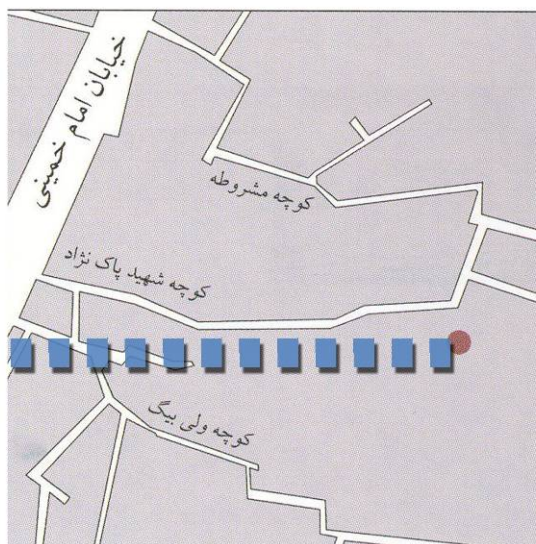 خیابان امام خمینی
کوچه مشروطه
کوچه شهید پاک نژاد
کوچه ولی بیگ